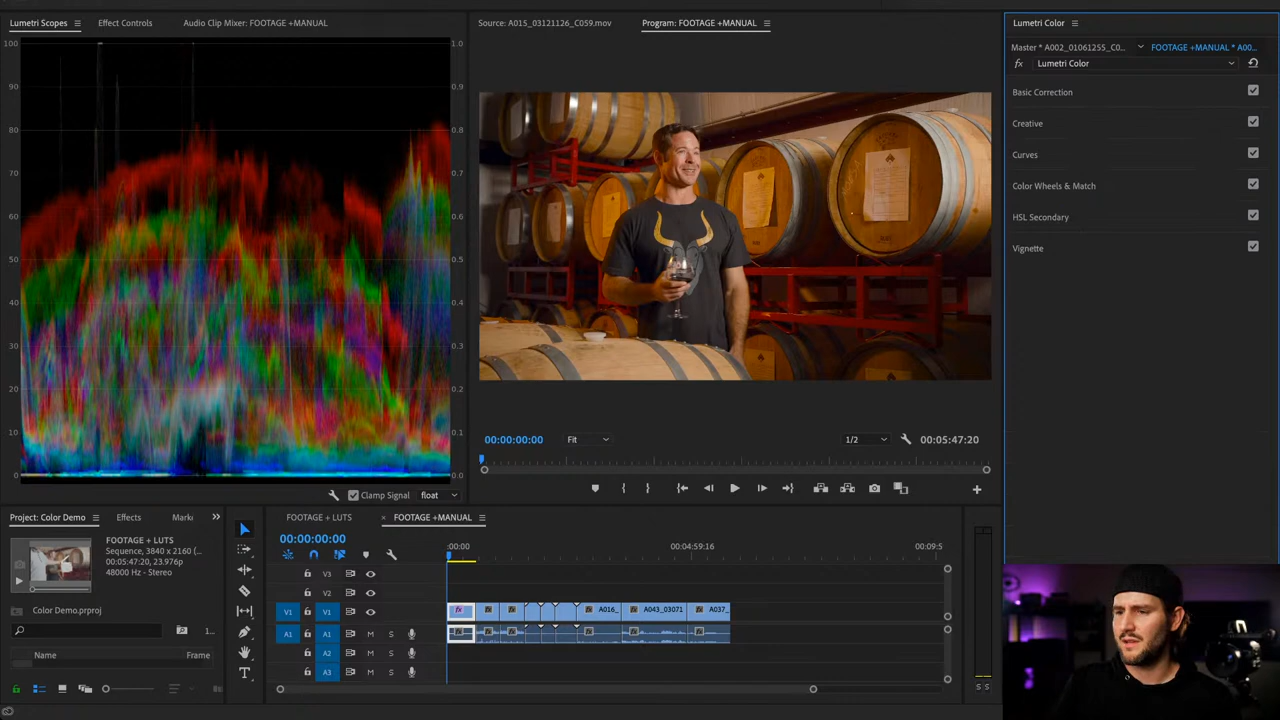 Lumetri Scopes
Effect Controls
Audio Clip Mixer: FOOTAGE +MANUAL
Source: A015_03121126_C059.mov
Program: FOOTAGE +MANUAL
Lumetri Color
Master * A002_01061255_C0...
FOOTAGE +MANUAL * A00...
fx
Lumetri Color
Basic Correction
Creative
Curves
Color Wheels & Match
HSL Secondary
Vignette
100
90
80
70
60
50
40
30
20
10
0
1.0
0.9
0.8
0.7
0.6
0.5
0.4
0.3
0.2
0.1
0.0
Clamp Signal
float
00:00:00:00
Fit
1/2
00:05:47:20
Project: Color Demo
Effects
Marki
FOOTAGE + LUTS
Sequence, 3840 x 2160 (...
00:05:47:20, 23.976p
48000 Hz - Stereo
Color Demo.prproj
1...
Name
Frame
FOOTAGE + LUTS
× FOOTAGE +MANUAL
00:00:00:00
:00:00
00:04:59:16
00:09:5
V3
V2
V1 V1
A1 A1 M S
A2 M S
A3 M S
fx
A016_
A043_03071
A037_
S S